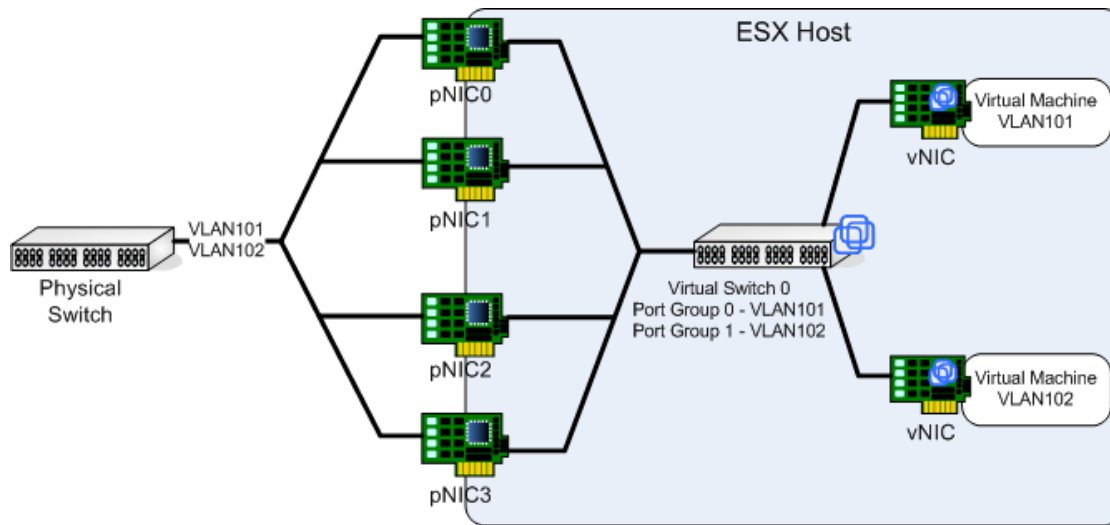 ESX Host
pNIC0
pNIC1
pNIC2
pNIC3
VLAN101
VLAN102
Physical
Switch
Virtual Switch 0
Port Group 0 - VLAN101
Port Group 1 - VLAN102
Virtual Machine
VLAN101
vNIC
Virtual Machine
VLAN102
vNIC